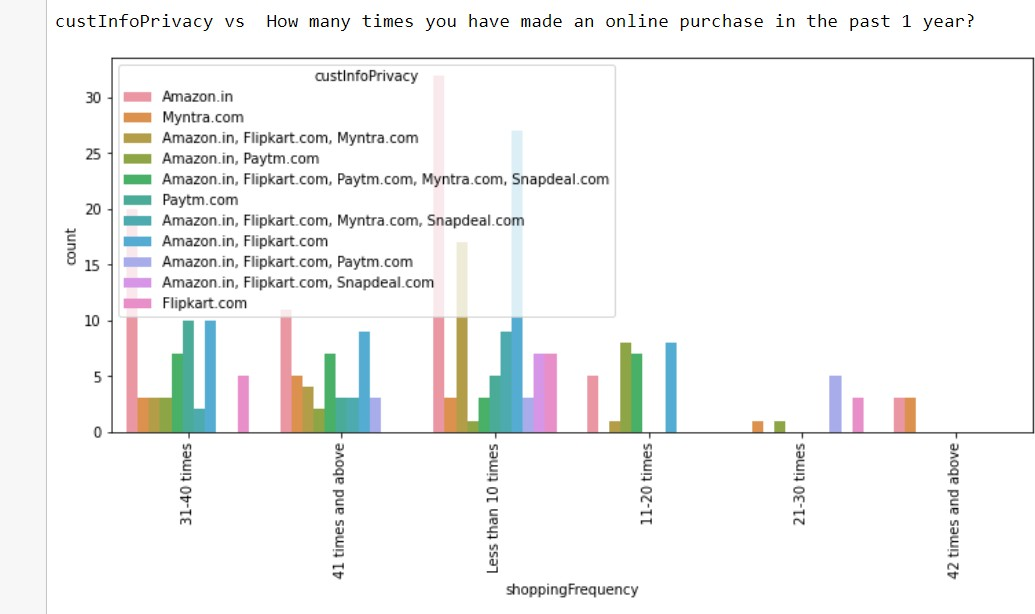 custInfoPrivacy vs  How many times you have made an online purchase in the past 1 year?
custInfoPrivacy
Amazon.in
Myntra.com
Amazon.in, Flipkart.com, Myntra.com
Amazon.in, Paytm.com
Amazon.in, Flipkart.com, Paytm.com, Myntra.com, Snapdeal.com
Paytm.com
Amazon.in, Flipkart.com, Myntra.com, Snapdeal.com
Amazon.in, Flipkart.com
Amazon.in, Flipkart.com, Paytm.com
Amazon.in, Flipkart.com, Snapdeal.com
Flipkart.com
30
25
20
15
10
5
0
count
31-40 times
41 times and above
Less than 10 times
11-20 times
21-30 times
42 times and above
shoppingFrequency